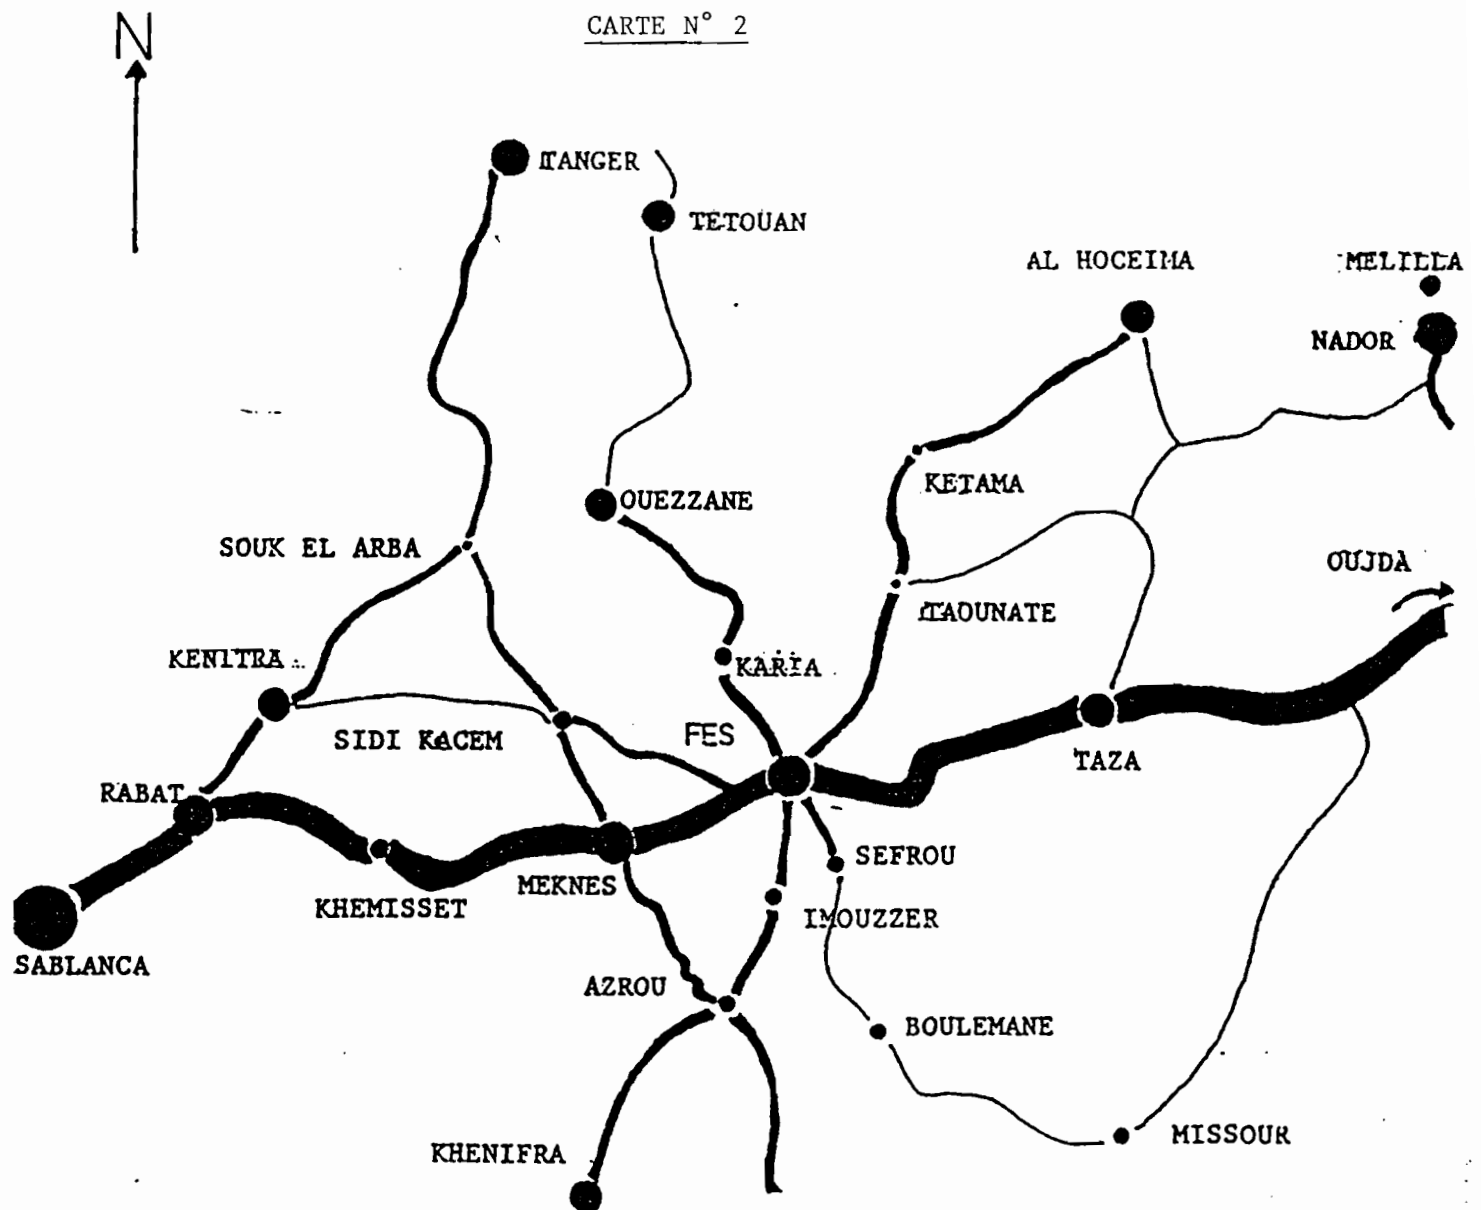 CARTE N° 2
N
TANGER
TETOUAN
AL HOCEIMA
MELILLA
NADOR
KETAMA
OUEZZANE
SOUK EL ARBA
OUJDA
TAOUNATE
KENITRA
KARIA
SIDI KACEM
FES
TAZA
RABAT
SEFROU
MEKNES
KHEMISSET
IMOUZZER
SABLANCA
AZROU
BOULEMANE
MISSOUR
KHENIFRA